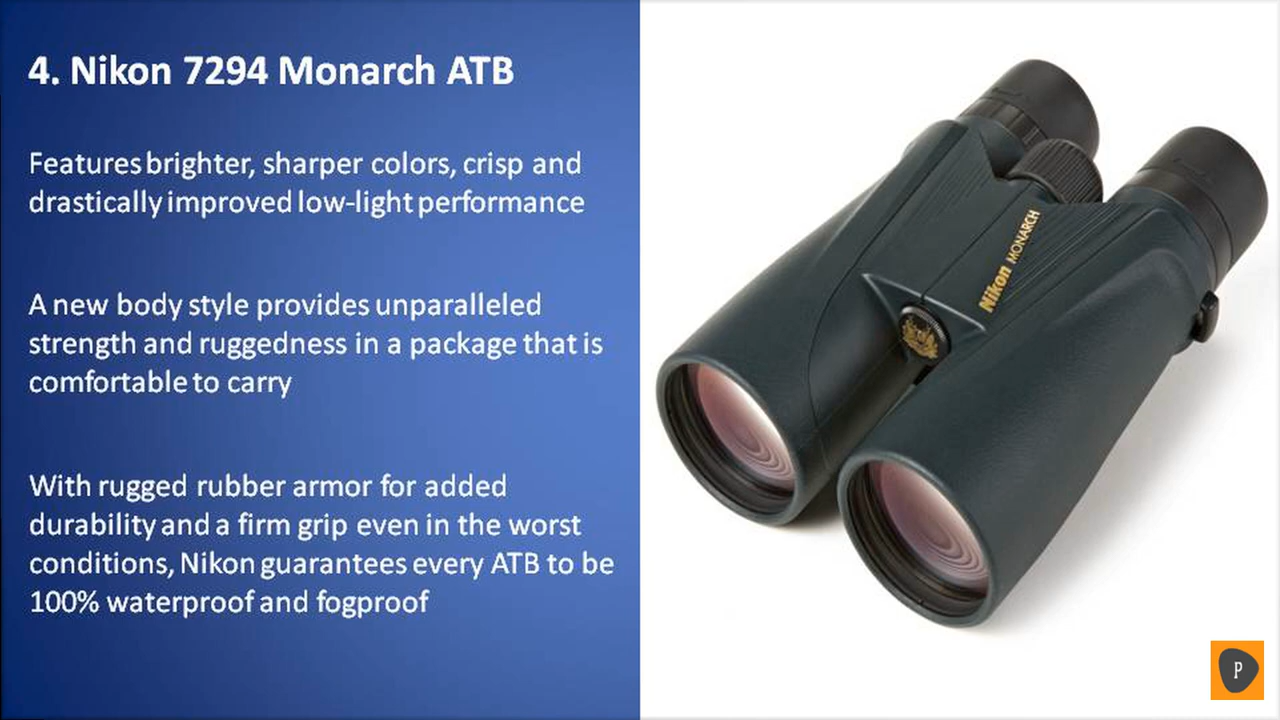 4. Nikon 7294 Monarch ATB
Features brighter, sharper colors, crisp and
drastically improved low-light performance
A new body style provides unparalleled
strength and ruggedness in a package that is
comfortable to carry
With rugged rubber armor for added
durability and a firm grip even in the worst
conditions, Nikon guarantees every ATB to be
100% waterproof and fogproof
Nikon MONARCH
P